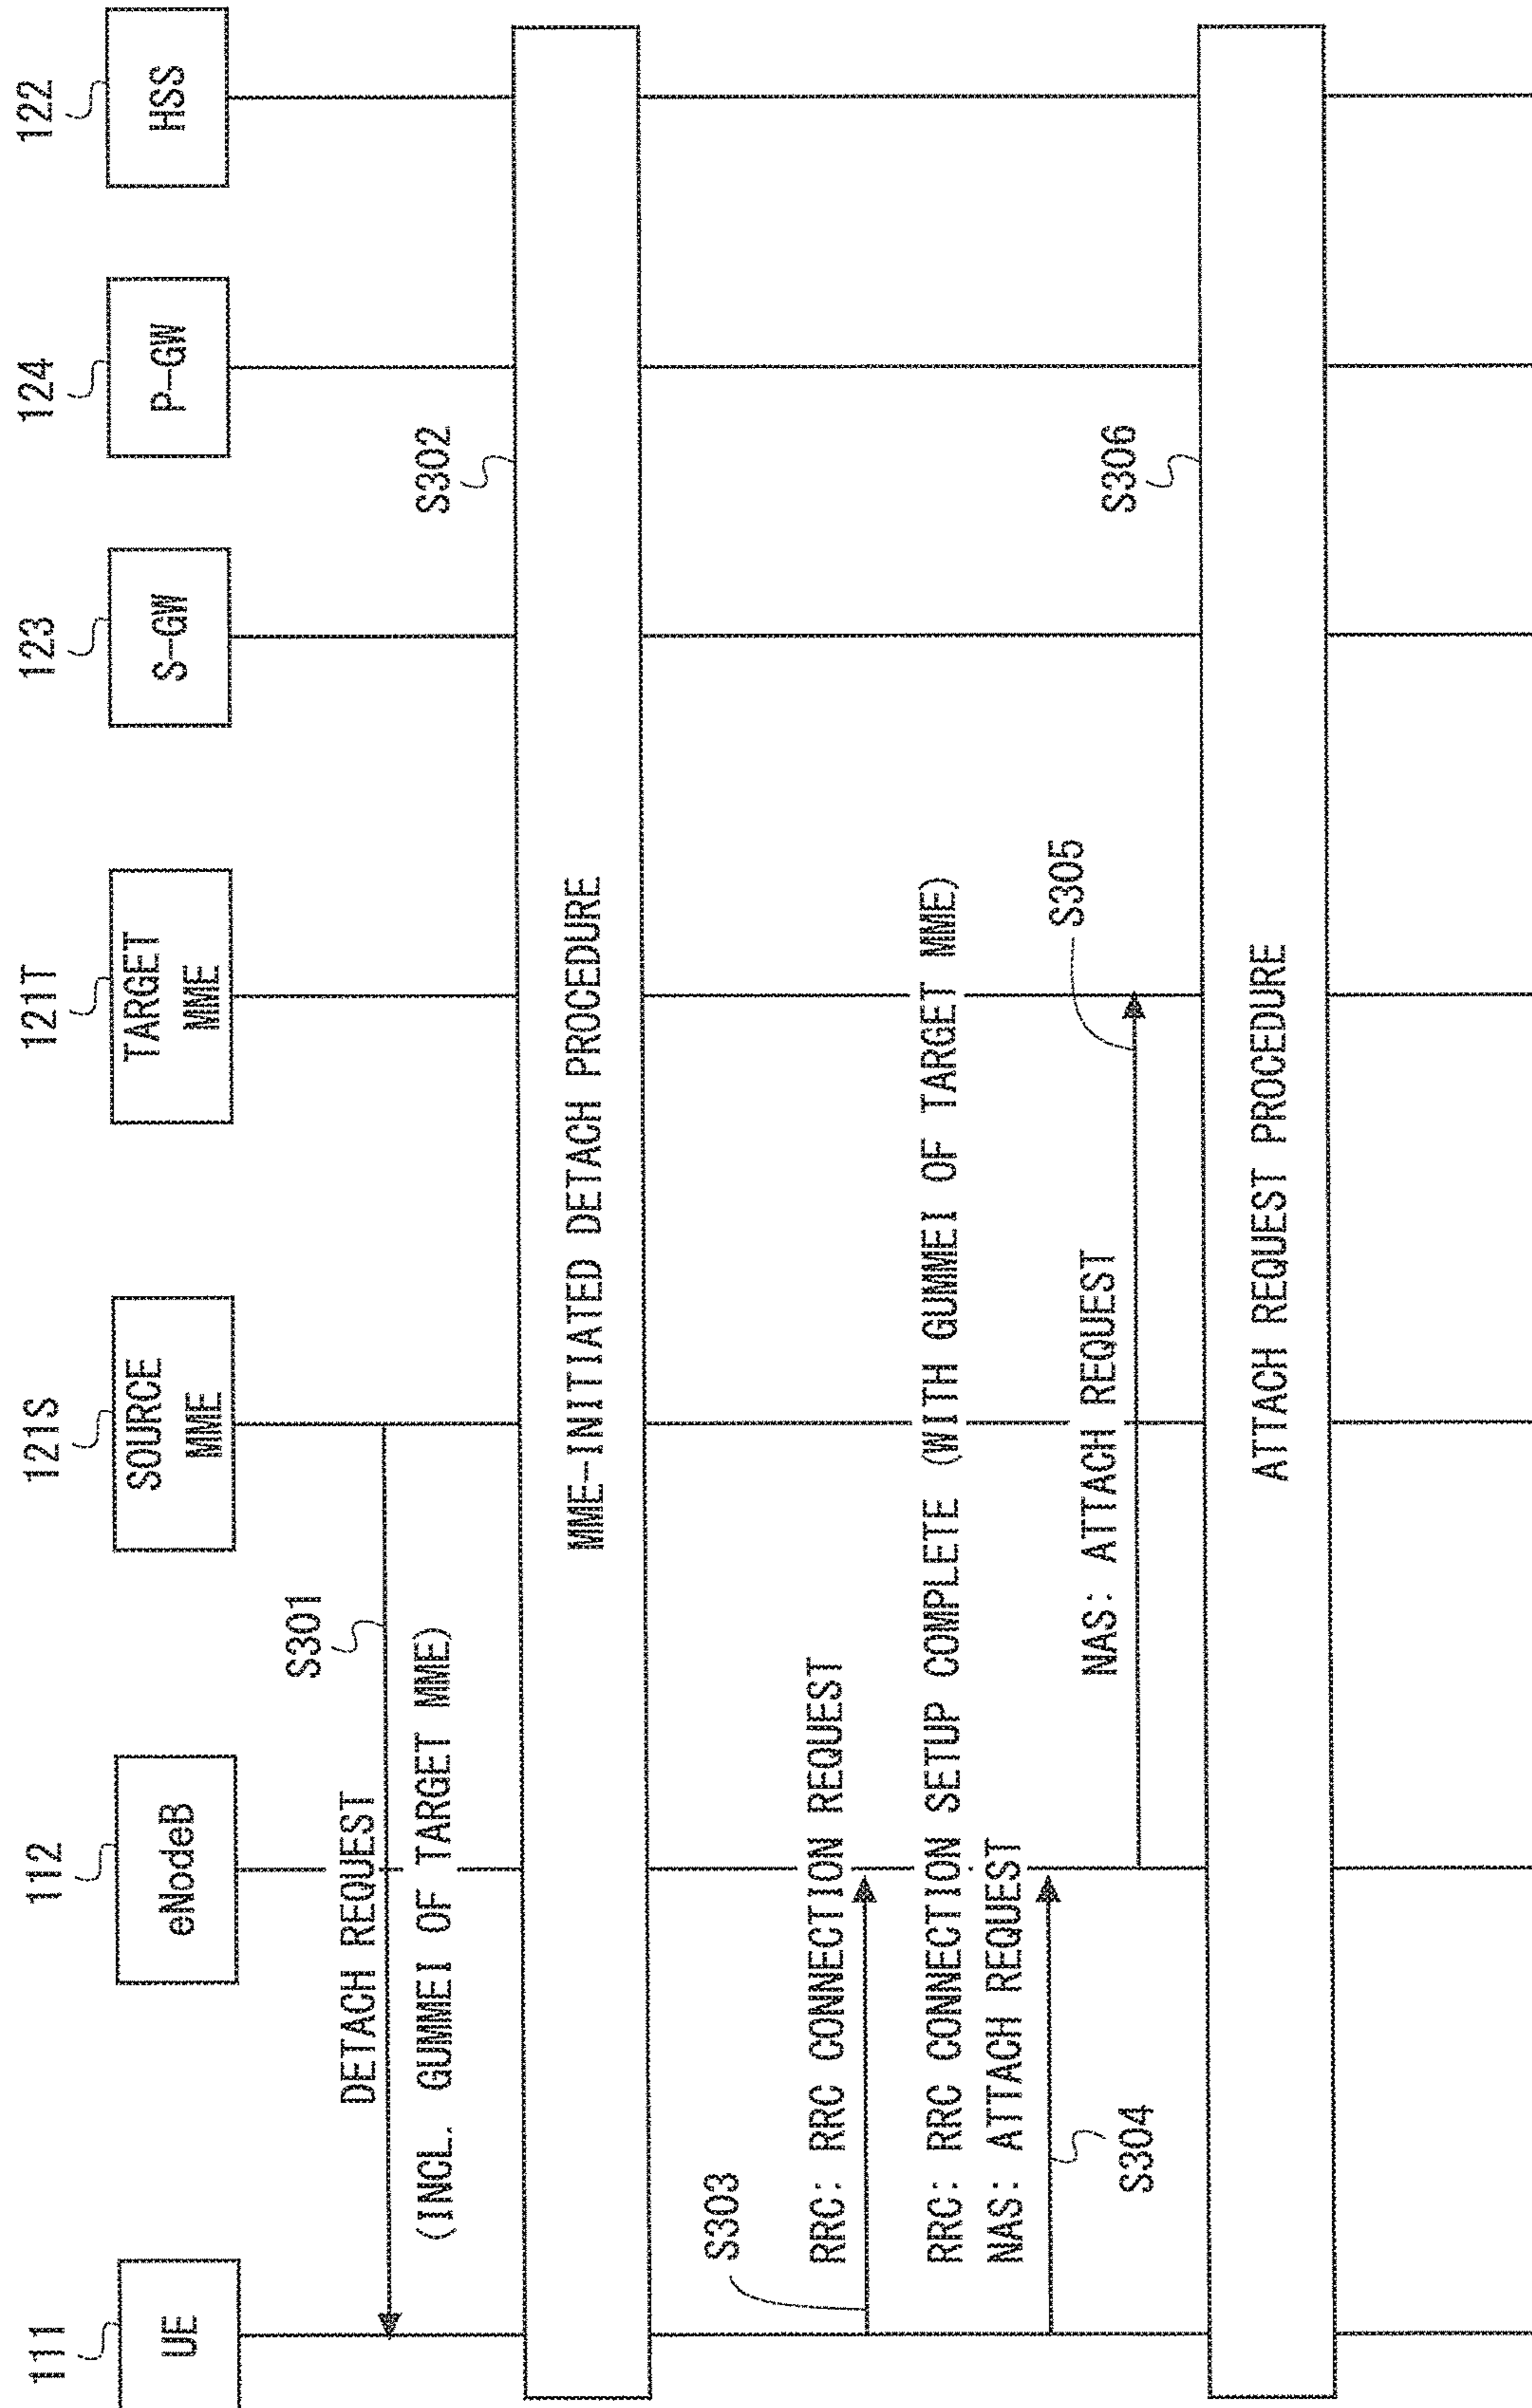 111
112
121S
121T
123
124
122
UE
eNodeB
SOURCE
MME
TARGET
MME
S-GW
P-GW
HSS
S301
DETACH REQUEST
(INCL. GUMMEI OF TARGET MME)
S302
MME-INITIATED DETACH PROCEDURE
S303
RRC: RRC CONNECTION REQUEST
RRC: RRC CONNECTION SETUP COMPLETE (WITH GUMMEI OF TARGET MME)
NAS: ATTACH REQUEST
S304
S305
NAS: ATTACH REQUEST
S306
ATTACH REQUEST PROCEDURE